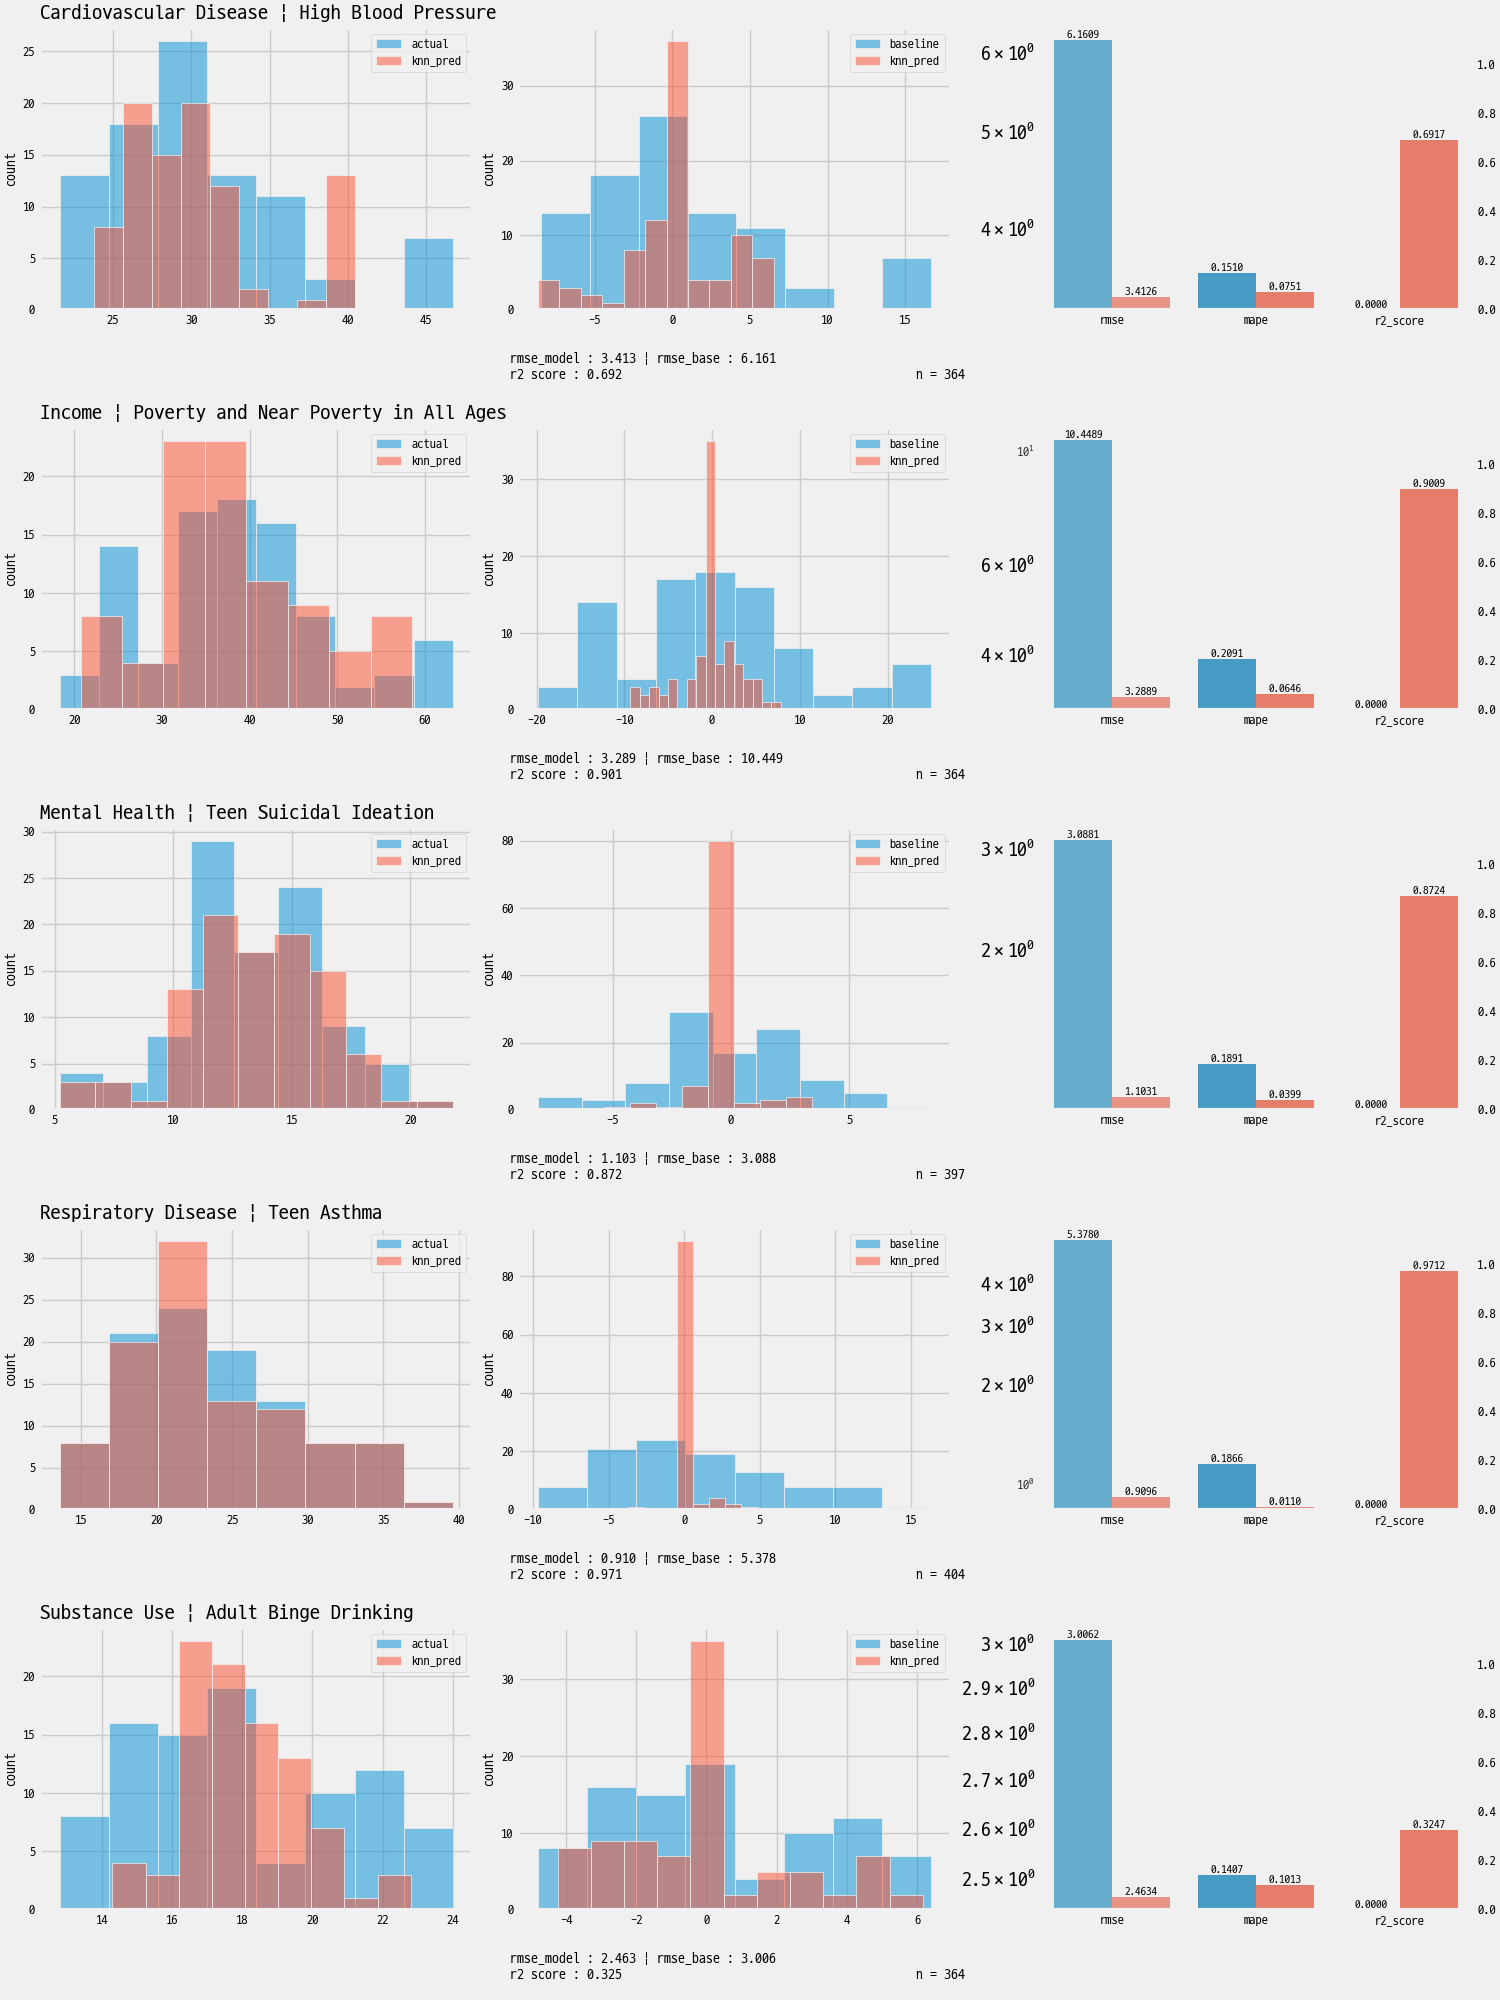 Cardiovascular Disease ¦ High Blood Pressure
actual
knn_pred
count
25
20
15
10
5
0
25 30 35 40 45
baseline
knn_pred
count
30
20
10
0
−5 0 5 10 15
6 × 10⁰
5 × 10⁰
4 × 10⁰
6.1609
3.4126
0.1510
0.0751
0.0000
0.6917
rmse mape r2_score
1.0
0.8
0.6
0.4
0.2
0.0
rmse_model : 3.413 ¦ rmse_base : 6.161
r2 score : 0.692 n = 364
Income ¦ Poverty and Near Poverty in All Ages
actual
knn_pred
count
20
15
10
5
0
20 30 40 50 60
baseline
knn_pred
count
30
20
10
0
−20 −10 0 10 20
10¹
6 × 10⁰
4 × 10⁰
10.4489
3.2889
0.2091
0.0646
0.0000
0.9009
rmse mape r2_score
1.0
0.8
0.6
0.4
0.2
0.0
rmse_model : 3.289 ¦ rmse_base : 10.449
r2 score : 0.901 n = 364
Mental Health ¦ Teen Suicidal Ideation
actual
knn_pred
count
30
25
20
15
10
5
0
5 10 15 20
baseline
knn_pred
count
80
60
40
20
0
−5 0 5
3 × 10⁰
2 × 10⁰
3.0881
1.1031
0.1891
0.0399
0.0000
0.8724
rmse mape r2_score
1.0
0.8
0.6
0.4
0.2
0.0
rmse_model : 1.103 ¦ rmse_base : 3.088
r2 score : 0.872 n = 397
Respiratory Disease ¦ Teen Asthma
actual
knn_pred
count
30
25
20
15
10
5
0
15 20 25 30 35 40
baseline
knn_pred
count
80
60
40
20
0
−10 −5 0 5 10 15
4 × 10⁰
3 × 10⁰
2 × 10⁰
10⁰
5.3780
0.9096
0.1866
0.0110
0.0000
0.9712
rmse mape r2_score
1.0
0.8
0.6
0.4
0.2
0.0
rmse_model : 0.910 ¦ rmse_base : 5.378
r2 score : 0.971 n = 404
Substance Use ¦ Adult Binge Drinking
actual
knn_pred
count
20
15
10
5
0
14 16 18 20 22 24
baseline
knn_pred
count
30
20
10
0
−4 −2 0 2 4 6
3 × 10⁰
2.9 × 10⁰
2.8 × 10⁰
2.7 × 10⁰
2.6 × 10⁰
2.5 × 10⁰
3.0062
2.4634
0.1407
0.1013
0.0000
0.3247
rmse mape r2_score
1.0
0.8
0.6
0.4
0.2
0.0
rmse_model : 2.463 ¦ rmse_base : 3.006
r2 score : 0.325 n = 364